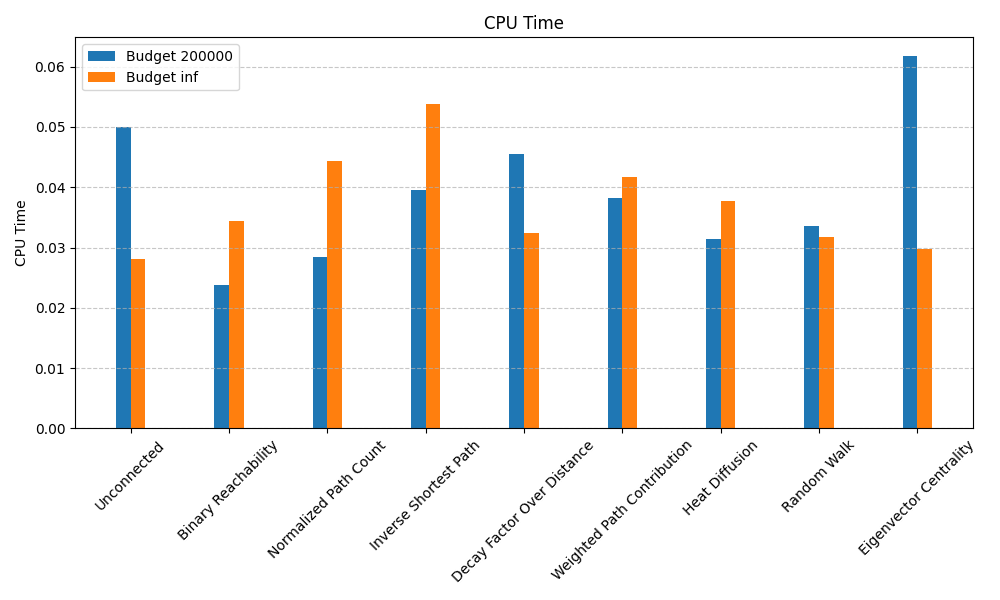 CPU Time
Budget 200000
Budget inf
CPU Time
0.06
0.05
0.04
0.03
0.02
0.01
0.00
Unconnected
Binary Reachability
Normalized Path Count
Inverse Shortest Path
Decay Factor Over Distance
Weighted Path Contribution
Heat Diffusion
Random Walk
Eigenvector Centrality